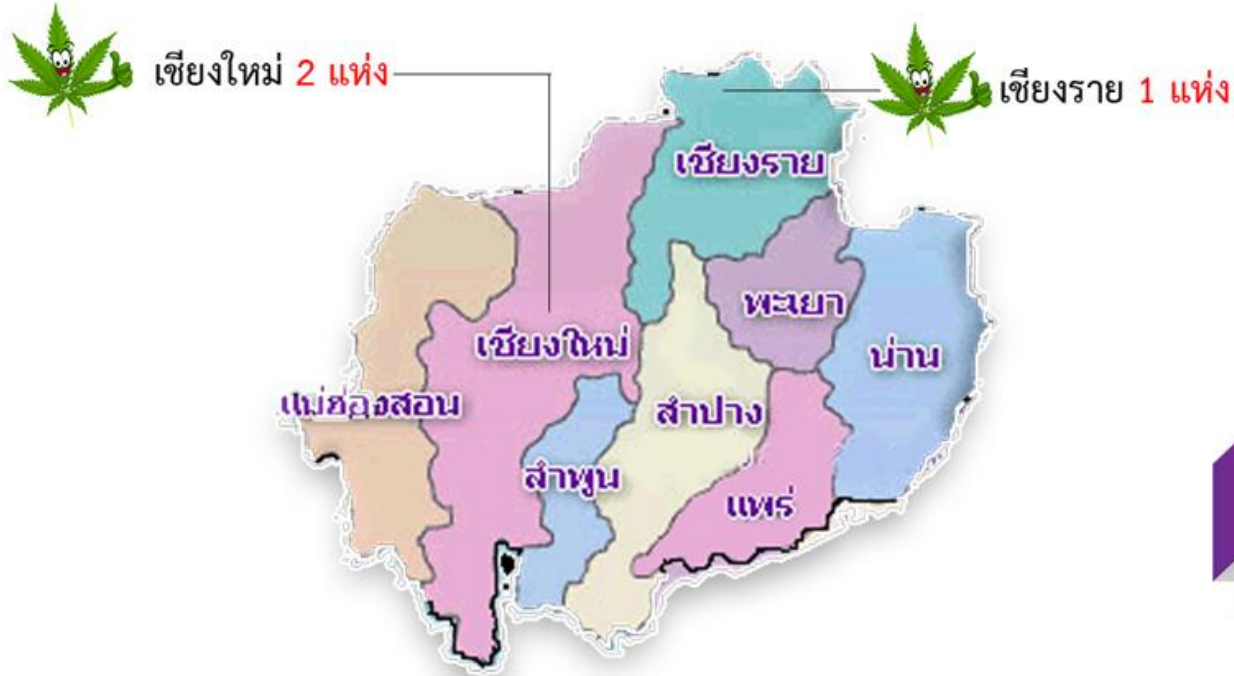 เชียงใหม่ 2 แห่ง
เชียงราย 1 แห่ง
เชียงราย
พะเยา
เชียงใหม่
น่าน
แม่ฮ่องสอน
ลำปาง
ลำพูน
แพร่